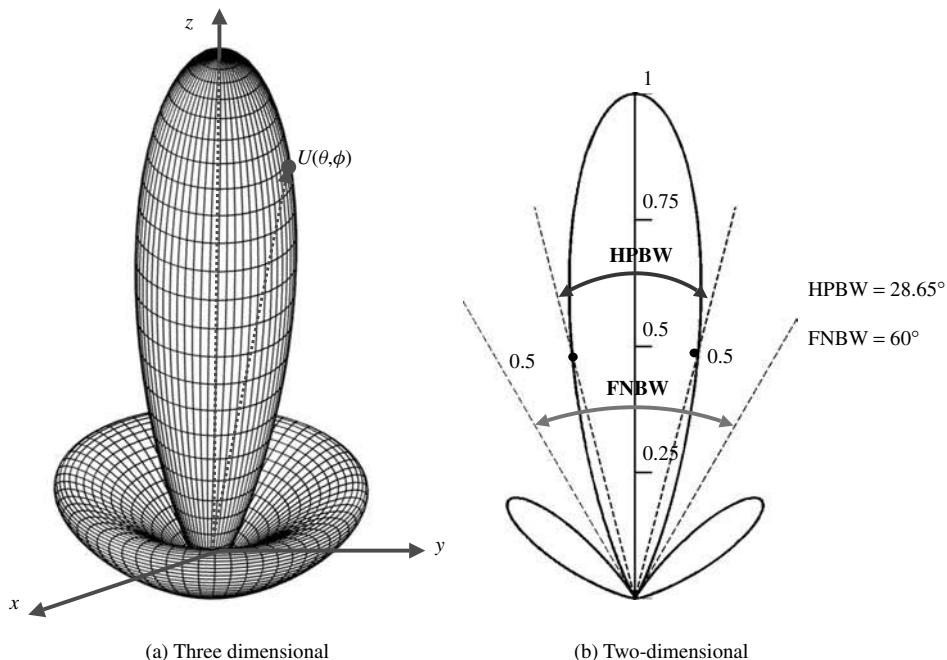 z
U(θ,ϕ)
y
x
(a) Three dimensional
1
0.75
HPBW
HPBW = 28.65°
0.5
FNBW = 60°
0.5
0.5
FNBW
0.25
(b) Two-dimensional